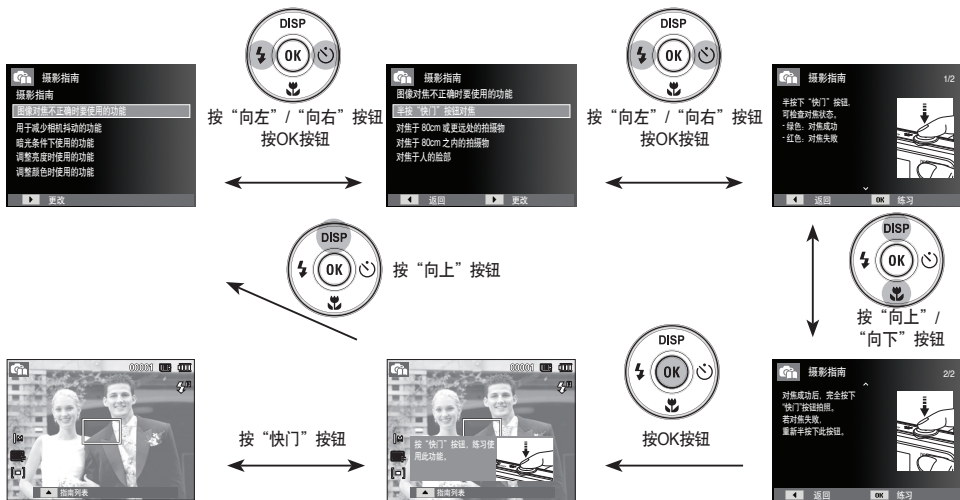 DISP
OK
按“向左”/“向右”按钮
按OK按钮
DISP
OK
按“向左”/“向右”按钮
按OK按钮
摄影指南
摄影指南
图像对焦不正确时要使用的功能
用于减少相机抖动的功能
暗光条件下使用的功能
调整亮度时使用的功能
调整颜色时使用的功能
更改
摄影指南
图像对焦不正确时要使用的功能
半按“快门”按钮对焦
对焦于 80cm 或更远处的拍摄物
对焦于 80cm 之内的拍摄物
对焦于人的脸部
返回
更改
摄影指南
1/2
半按下“快门”按钮,
可检查对焦状态。
- 绿色: 对焦成功
- 红色: 对焦失败
返回
OK 练习
DISP
OK
按“向上”按钮
DISP
OK
按“向上”/
“向下”按钮
00001
指南列表
按“快门”按钮
00001
按“快门”按钮, 练习使
用此功能。
指南列表
DISP
OK
按OK按钮
摄影指南
2/2
对焦成功后, 完全按下
“快门”按钮拍照。
若对焦失败,
重新半按下此按钮。
返回
OK 练习